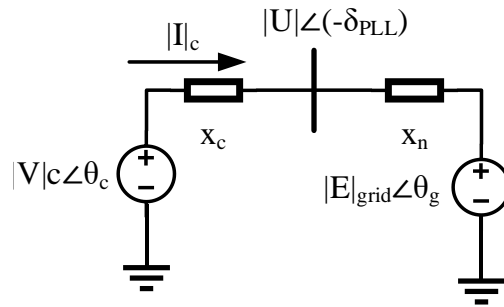 |I|c
|U|∠(-δPLL)
xc
xn
|V|c∠θc
|E|grid∠θg